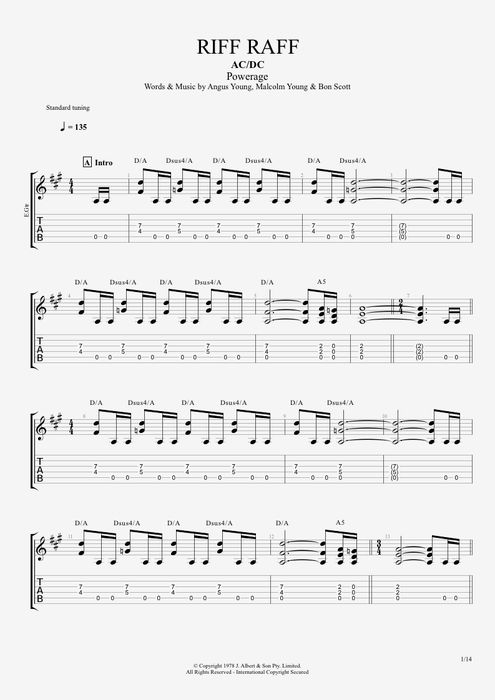 RIFF RAFF
AC/DC
Powerage
Words & Music by Angus Young, Malcolm Young & Bon Scott
Standard tuning
= 135
A Intro
D/A Dsus4/A D/A Dsus4/A D/A Dsus4/A
E.Gtr
D/A Dsus4/A D/A Dsus4/A D/A A5
D/A Dsus4/A D/A Dsus4/A D/A Dsus4/A
D/A Dsus4/A D/A Dsus4/A D/A A5
1/14
© Copyright 1978 J. Albert & Son Pty. Limited.
All Rights Reserved - International Copyright Secured